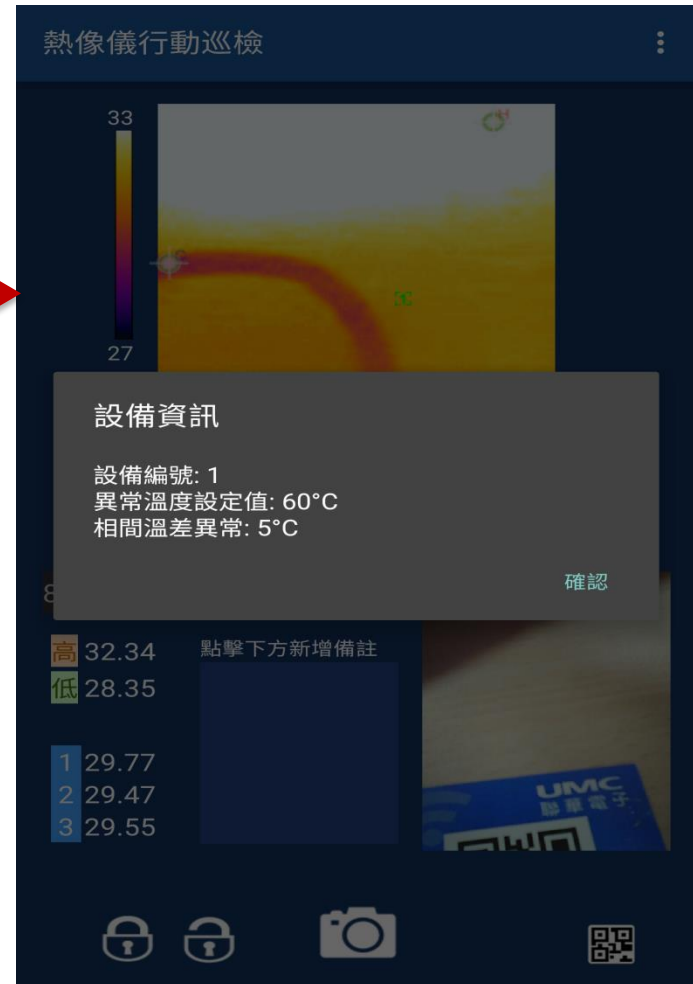 熱像儀行動巡檢
33
27
設備資訊
設備編號: 1
異常溫度設定值: 60°C
相間溫差異常: 5°C
確認
高 32.34
低 28.35
點擊下方新增備註
1 29.77
2 29.47
3 29.55
UMC
聯華電子